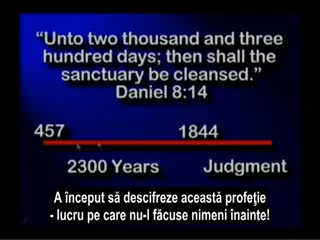 “Unto two thousand and three
hundred days; then shall the
sanctuary be cleansed.”
Daniel 8:14
457 1844
2300 Years Judgment
A început să descifreze această profeţie
- lucru pe care nu-l făcuse nimeni înainte!